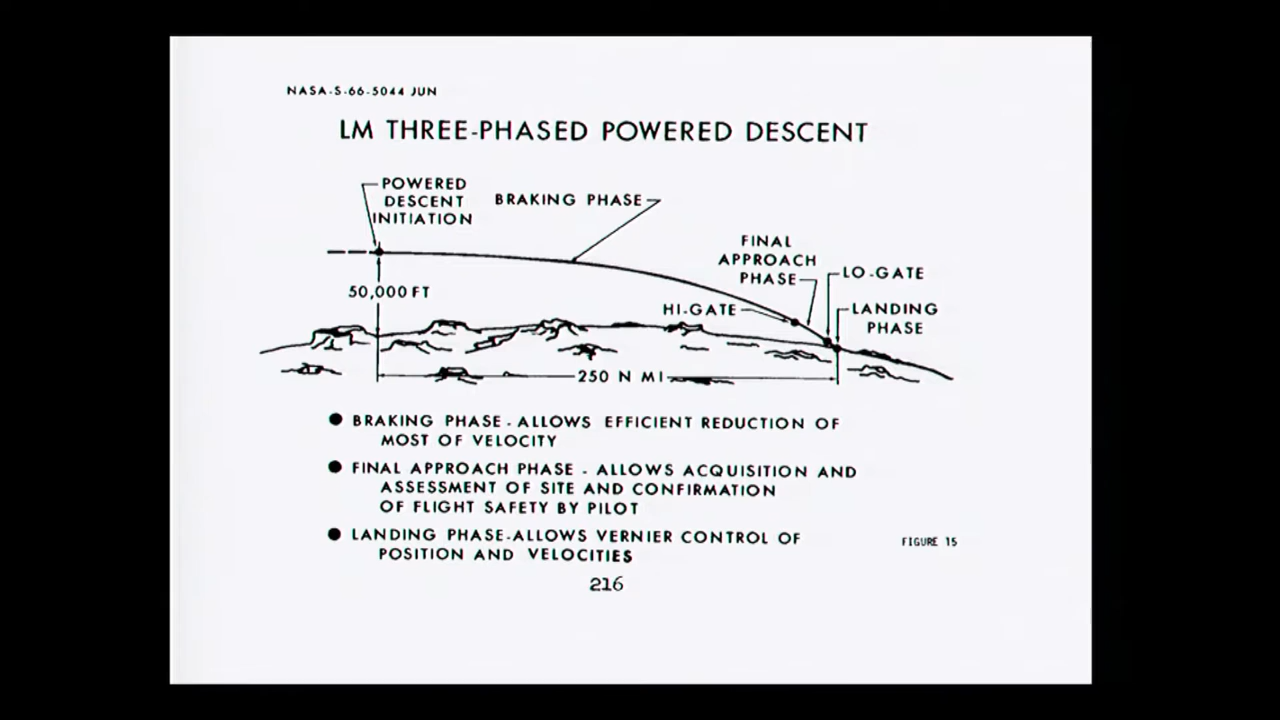 NASA-S-66-5044 JUN
LM THREE-PHASED POWERED DESCENT
POWERED
DESCENT
INITIATION
BRAKING PHASE
FINAL
APPROACH
PHASE
LO-GATE
50,000 FT
HI-GATE
LANDING
PHASE
250 N MI
● BRAKING PHASE - ALLOWS EFFICIENT REDUCTION OF
MOST OF VELOCITY
● FINAL APPROACH PHASE - ALLOWS ACQUISITION AND
ASSESSMENT OF SITE AND CONFIRMATION
OF FLIGHT SAFETY BY PILOT
● LANDING PHASE-ALLOWS VERNIER CONTROL OF
POSITION AND VELOCITIES
FIGURE 15
216